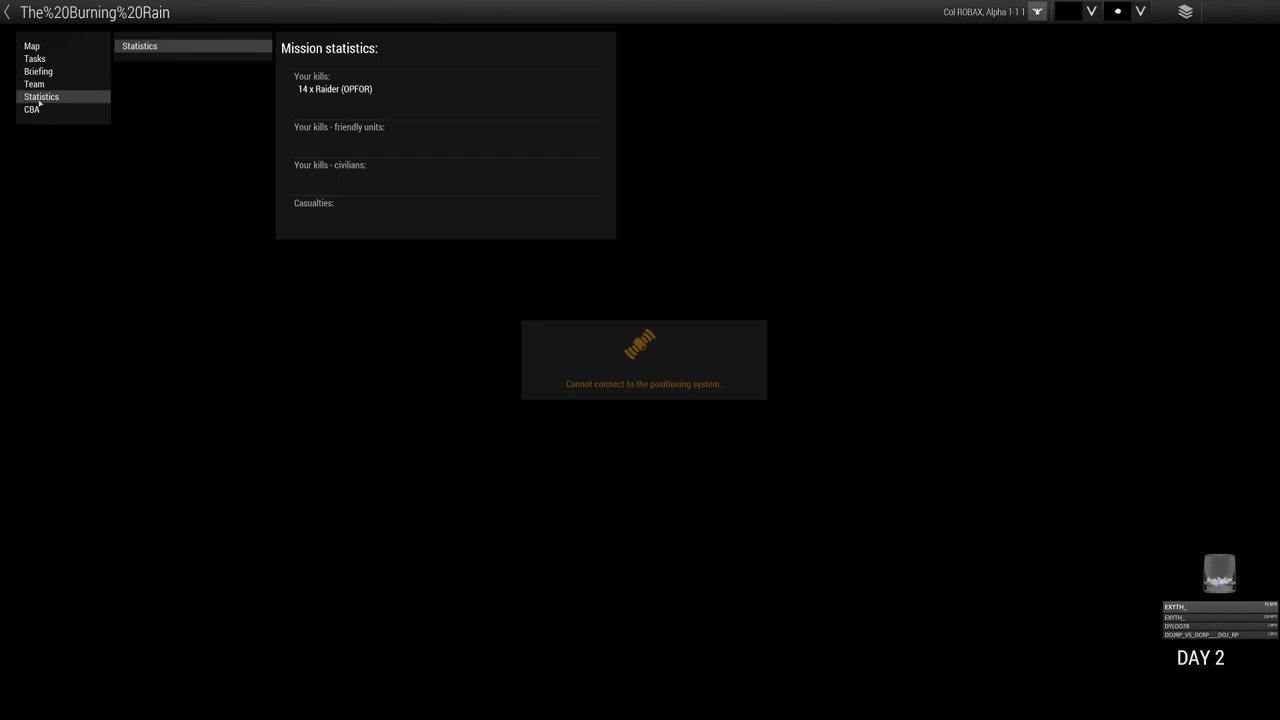 The%20Burning%20Rain
Col ROBAX, Alpha 1-1 1
Map
Tasks
Briefing
Team
Statistics
CBA
Statistics
Mission statistics:
Your kills:
14 x Raider (OPFOR)
Your kills - friendly units:
Your kills - civilians:
Casualties:
Cannot connect to the positioning system.
EXYTH_
EXYTH_
DYLOO78
DOJRP_VS_OCRP___DOJ_RP
DAY 2